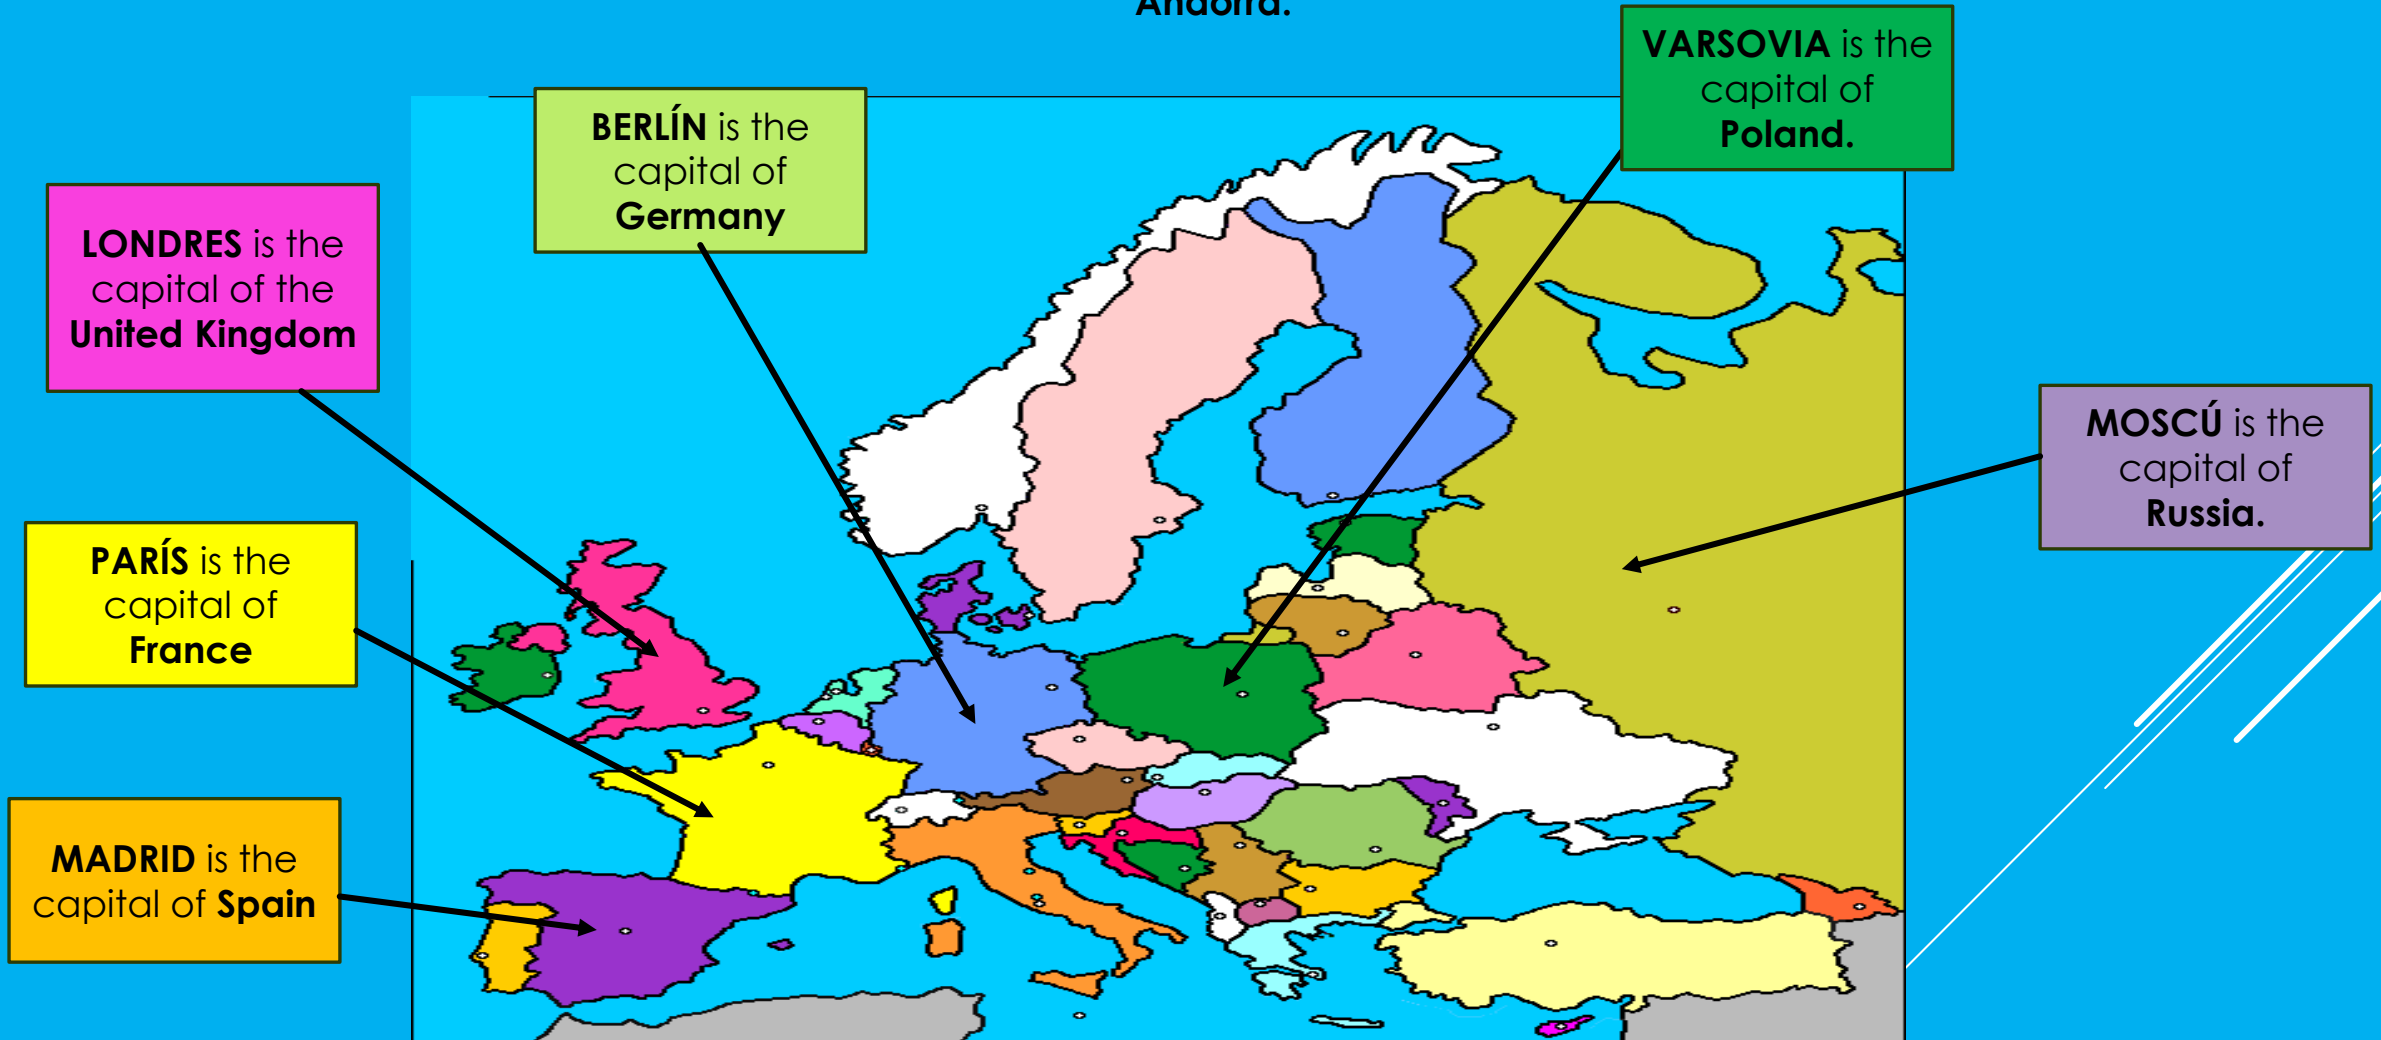 Andorra.
VARSOVIA is the
capital of
Poland.
BERLÍN is the
capital of
Germany
LONDRES is the
capital of the
United Kingdom
MOSCÚ is the
capital of
Russia.
PARÍS is the
capital of
France
MADRID is the
capital of Spain